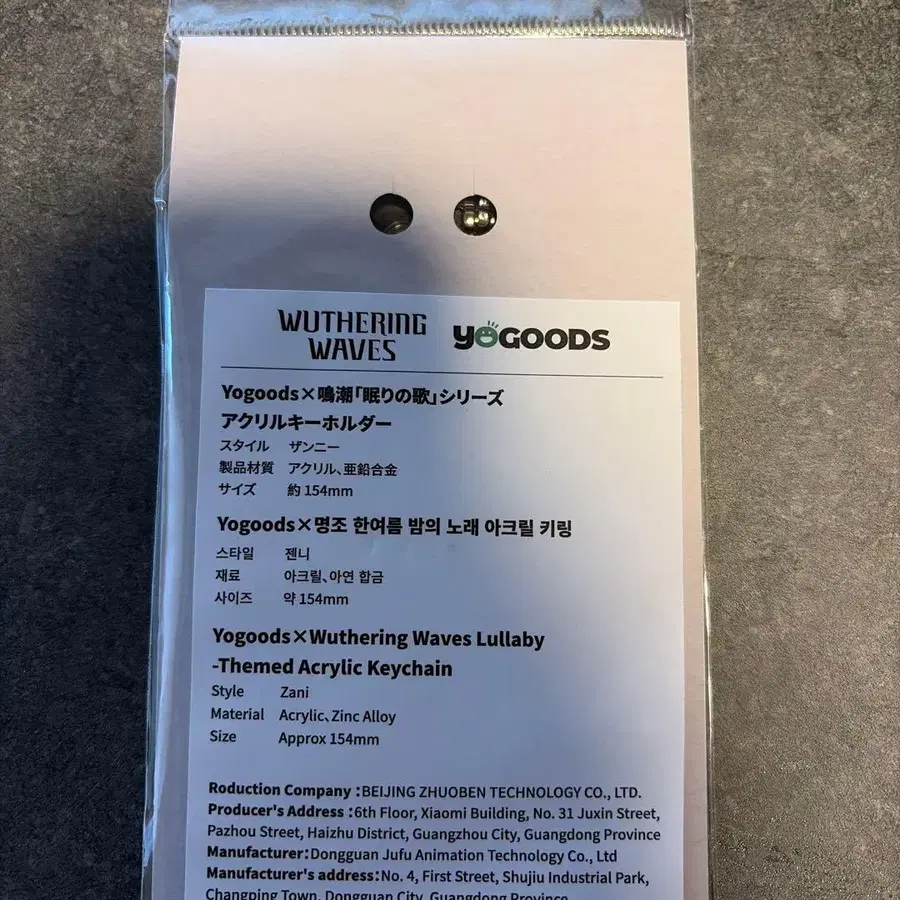 WUTHERING
WAVES
YOGOODS
Yogoods×鳴潮「眠りの歌」シリーズ
アクリルキーホルダー
スタイル ザンニー
製品材質 アクリル、亜鉛合金
サイズ 約 154mm
Yogoods×명조 한여름 밤의 노래 아크릴 키링
스타일 젠니
재료 아크릴、아연 합금
사이즈 약 154mm
Yogoods×Wuthering Waves Lullaby
-Themed Acrylic Keychain
Style Zani
Material Acrylic、Zinc Alloy
Size Approx 154mm
Roduction Company :BEIJING ZHUOBEN TECHNOLOGY CO., LTD.
Producer's Address :6th Floor, Xiaomi Building, No. 31 Juxin Street,
Pazhou Street, Haizhu District, Guangzhou City, Guangdong Province
Manufacturer:Dongguan Jufu Animation Technology Co., Ltd
Manufacturer's address:No. 4, First Street, Shujiu Industrial Park,
Changping Town, Dongguan City, Guangdong Province